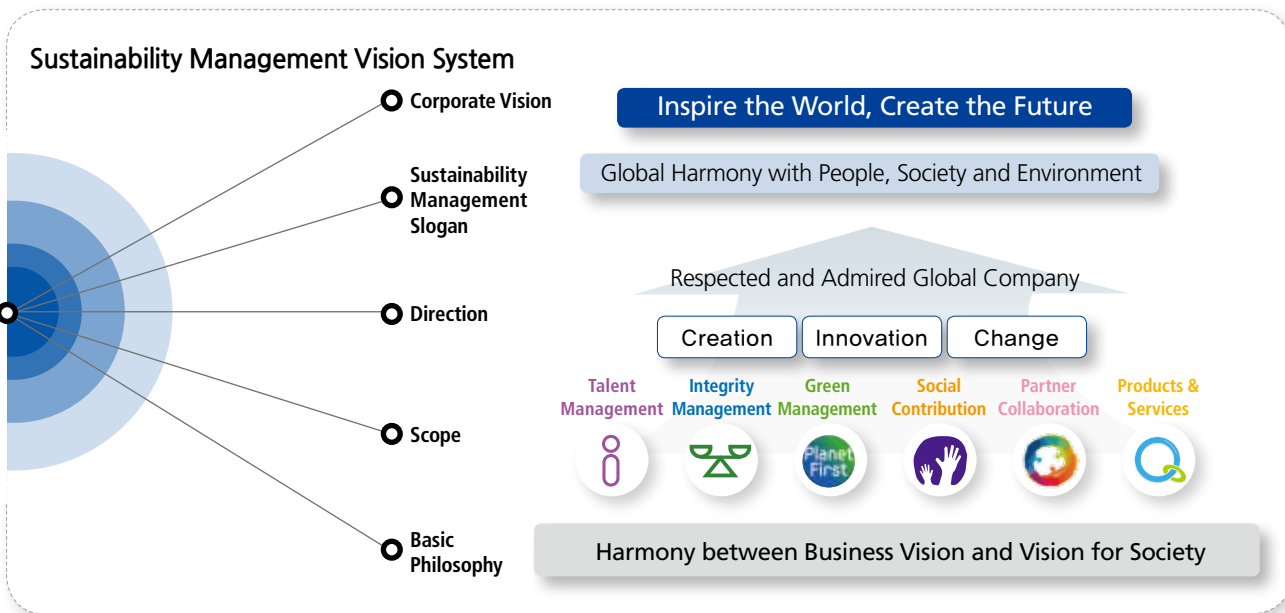 Sustainability Management Vision System
Corporate Vision
Inspire the World, Create the Future
Sustainability
Management
Slogan
Global Harmony with People, Society and Environment
Direction
Respected and Admired Global Company
Creation
Innovation
Change
Scope
Talent
Management
Integrity
Management
Green
Management
Social
Contribution
Partner
Collaboration
Products &
Services
Planet
First
Basic
Philosophy
Harmony between Business Vision and Vision for Society